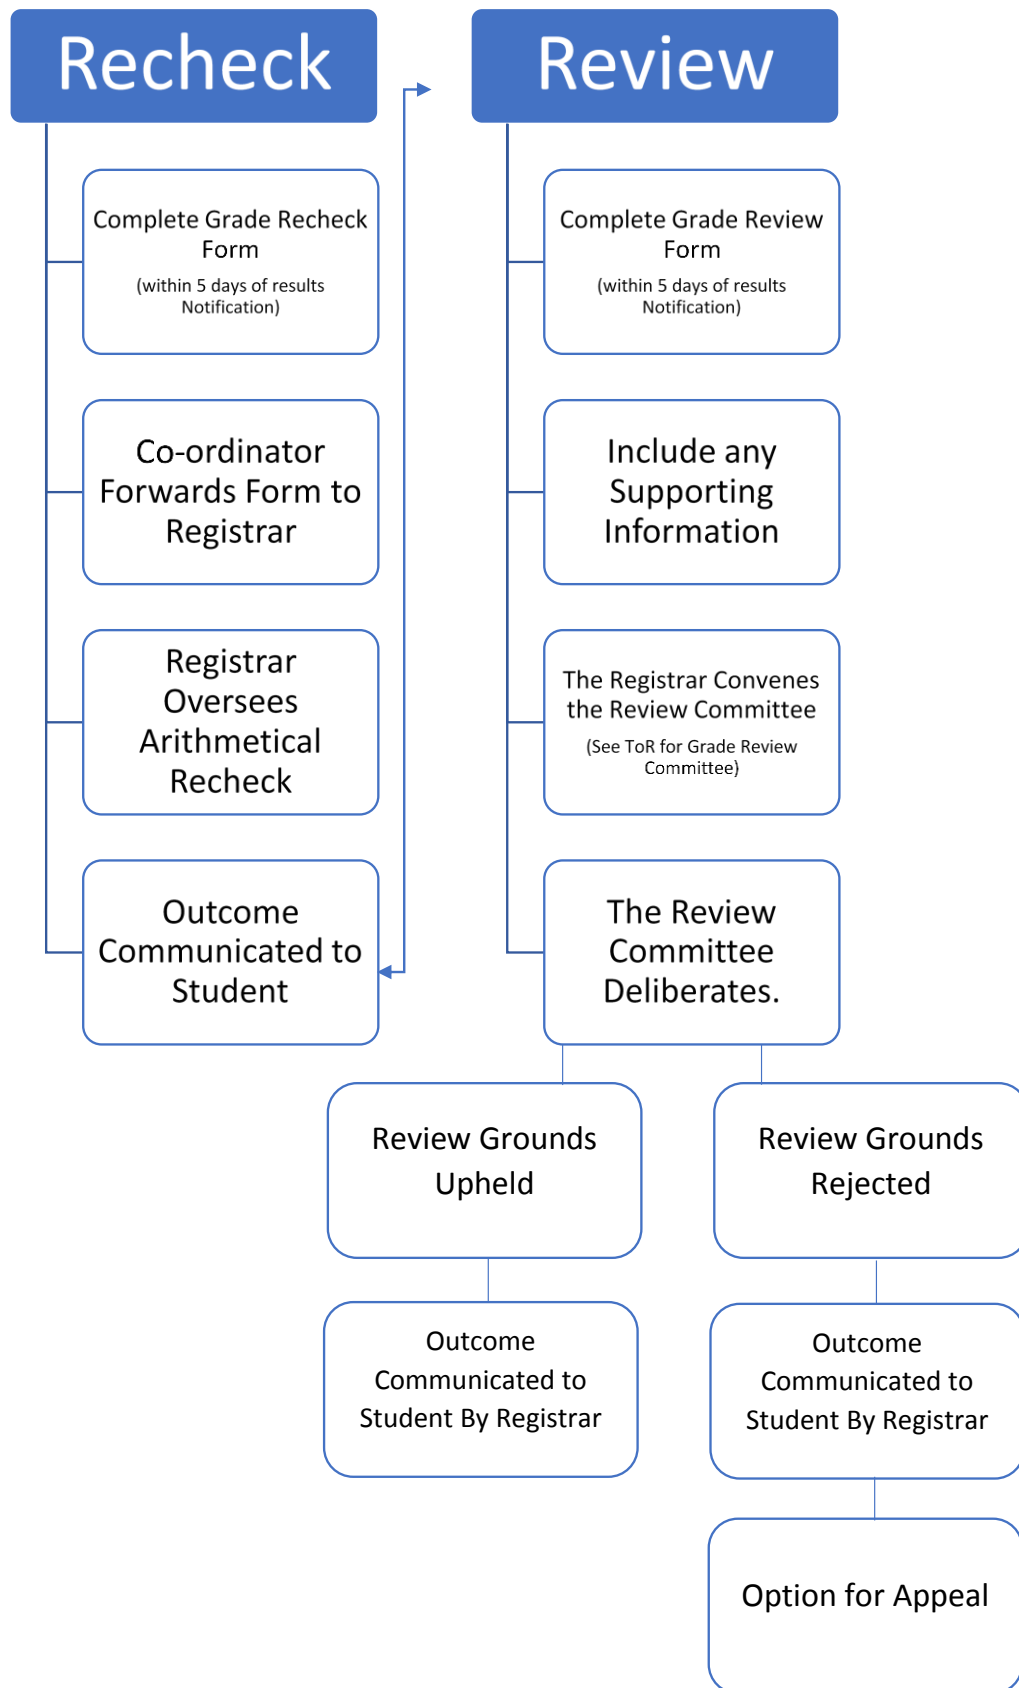 Recheck
Complete Grade Recheck
Form
(within 5 days of results
Notification)
Co-ordinator
Forwards Form to
Registrar
Registrar
Oversees
Arithmetical
Recheck
Outcome
Communicated to
Student
Review
Complete Grade Review
Form
(within 5 days of results
Notification)
Include any
Supporting
Information
The Registrar Convenes
the Review Committee
(See ToR for Grade Review
Committee)
The Review
Committee
Deliberates.
Review Grounds
Upheld
Outcome
Communicated to
Student By Registrar
Review Grounds
Rejected
Outcome
Communicated to
Student By Registrar
Option for Appeal